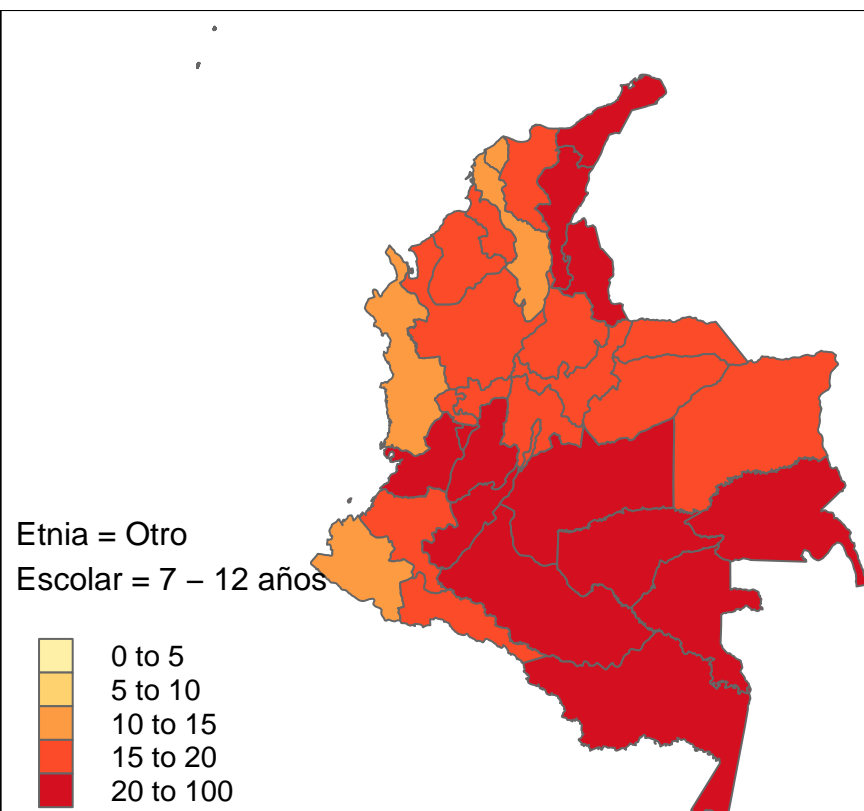 Etnia = Otro
Escolar = 7 – 12 años
0 to 5
5 to 10
10 to 15
15 to 20
20 to 100